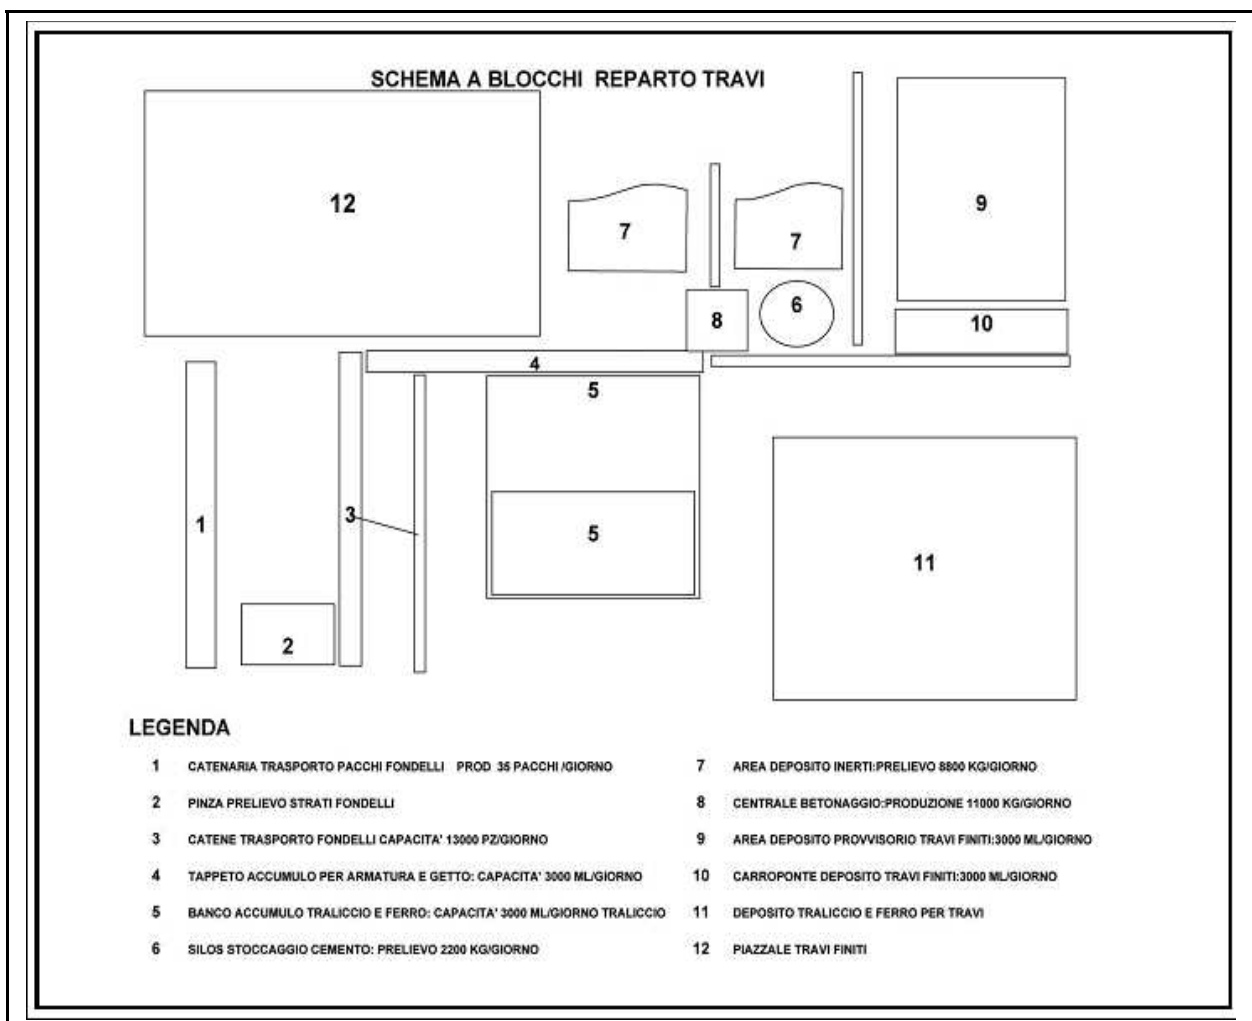 SCHEMA A BLOCCHI REPARTO TRAVI
12
7
7
9
8
6
10
4
5
3
1
5
11
2
LEGENDA
1 CATENARIA TRASPORTO PACCHI FONDELLI PROD 35 PACCHI /GIORNO
2 PINZA PRELIEVO STRATI FONDELLI
3 CATENE TRASPORTO FONDELLI CAPACITA' 13000 PZ/GIORNO
4 TAPPETO ACCUMULO PER ARMATURA E GETTO: CAPACITA' 3000 ML/GIORNO
5 BANCO ACCUMULO TRALICCIO E FERRO: CAPACITA' 3000 ML/GIORNO TRALICCIO
6 SILOS STOCCAGGIO CEMENTO: PRELIEVO 2200 KG/GIORNO
7 AREA DEPOSITO INERTI:PRELIEVO 8800 KG/GIORNO
8 CENTRALE BETONAGGIO:PRODUZIONE 11000 KG/GIORNO
9 AREA DEPOSITO PROVVISORIO TRAVI FINITI:3000 ML/GIORNO
10 CARROPONTE DEPOSITO TRAVI FINITI:3000 ML/GIORNO
11 DEPOSITO TRALICCIO E FERRO PER TRAVI
12 PIAZZALE TRAVI FINITI